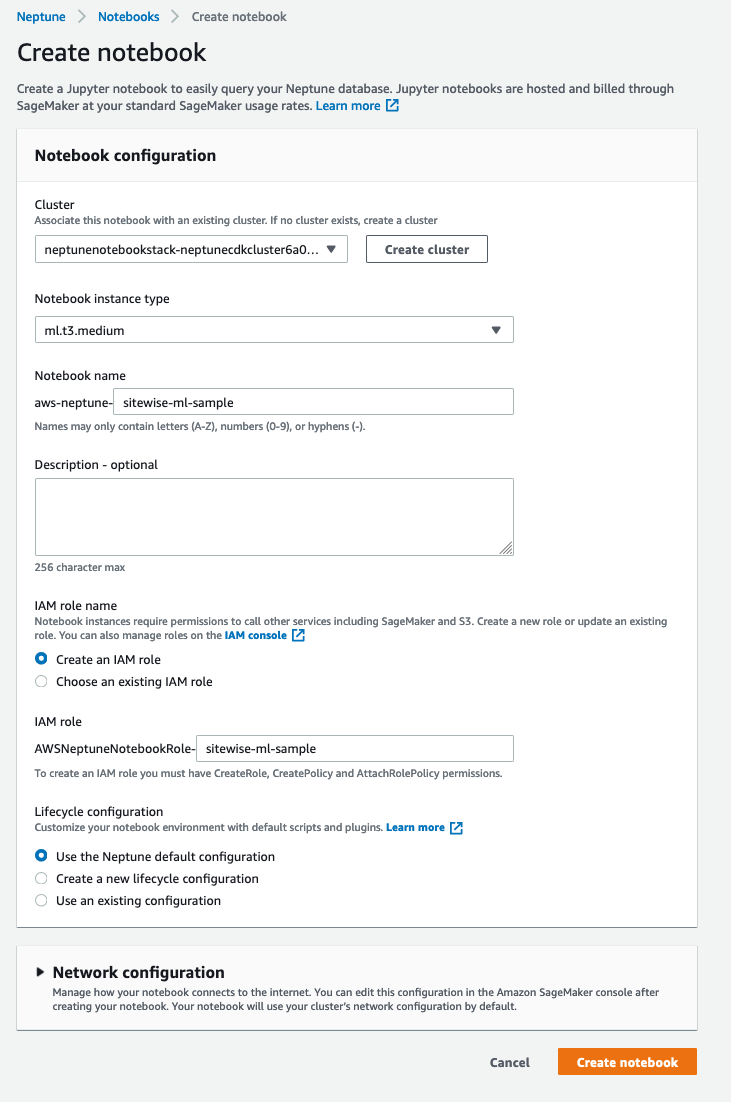 Neptune > Notebooks > Create notebook
Create notebook
Create a Jupyter notebook to easily query your Neptune database. Jupyter notebooks are hosted and billed through
SageMaker at your standard SageMaker usage rates. Learn more
Notebook configuration
Cluster
Associate this notebook with an existing cluster. If no cluster exists, create a cluster
neptunenotebookstack-neptunecdkcluster6a0... Create cluster
Notebook instance type
ml.t3.medium
Notebook name
aws-neptune- sitewise-ml-sample
Names may only contain letters (A-Z), numbers (0-9), or hyphens (-).
Description - optional
256 character max
IAM role name
Notebook instances require permissions to call other services including SageMaker and S3. Create a new role or update an existing
role. You can also manage roles on the IAM console
Create an IAM role
Choose an existing IAM role
IAM role
AWSNeptuneNotebookRole- sitewise-ml-sample
To create an IAM role you must have CreateRole, CreatePolicy and AttachRolePolicy permissions.
Lifecycle configuration
Customize your notebook environment with default scripts and plugins. Learn more
Use the Neptune default configuration
Create a new lifecycle configuration
Use an existing configuration
Network configuration
Manage how your notebook connects to the internet. You can edit this configuration in the Amazon SageMaker console after
creating your notebook. Your notebook will use your cluster's network configuration by default.
Cancel Create notebook